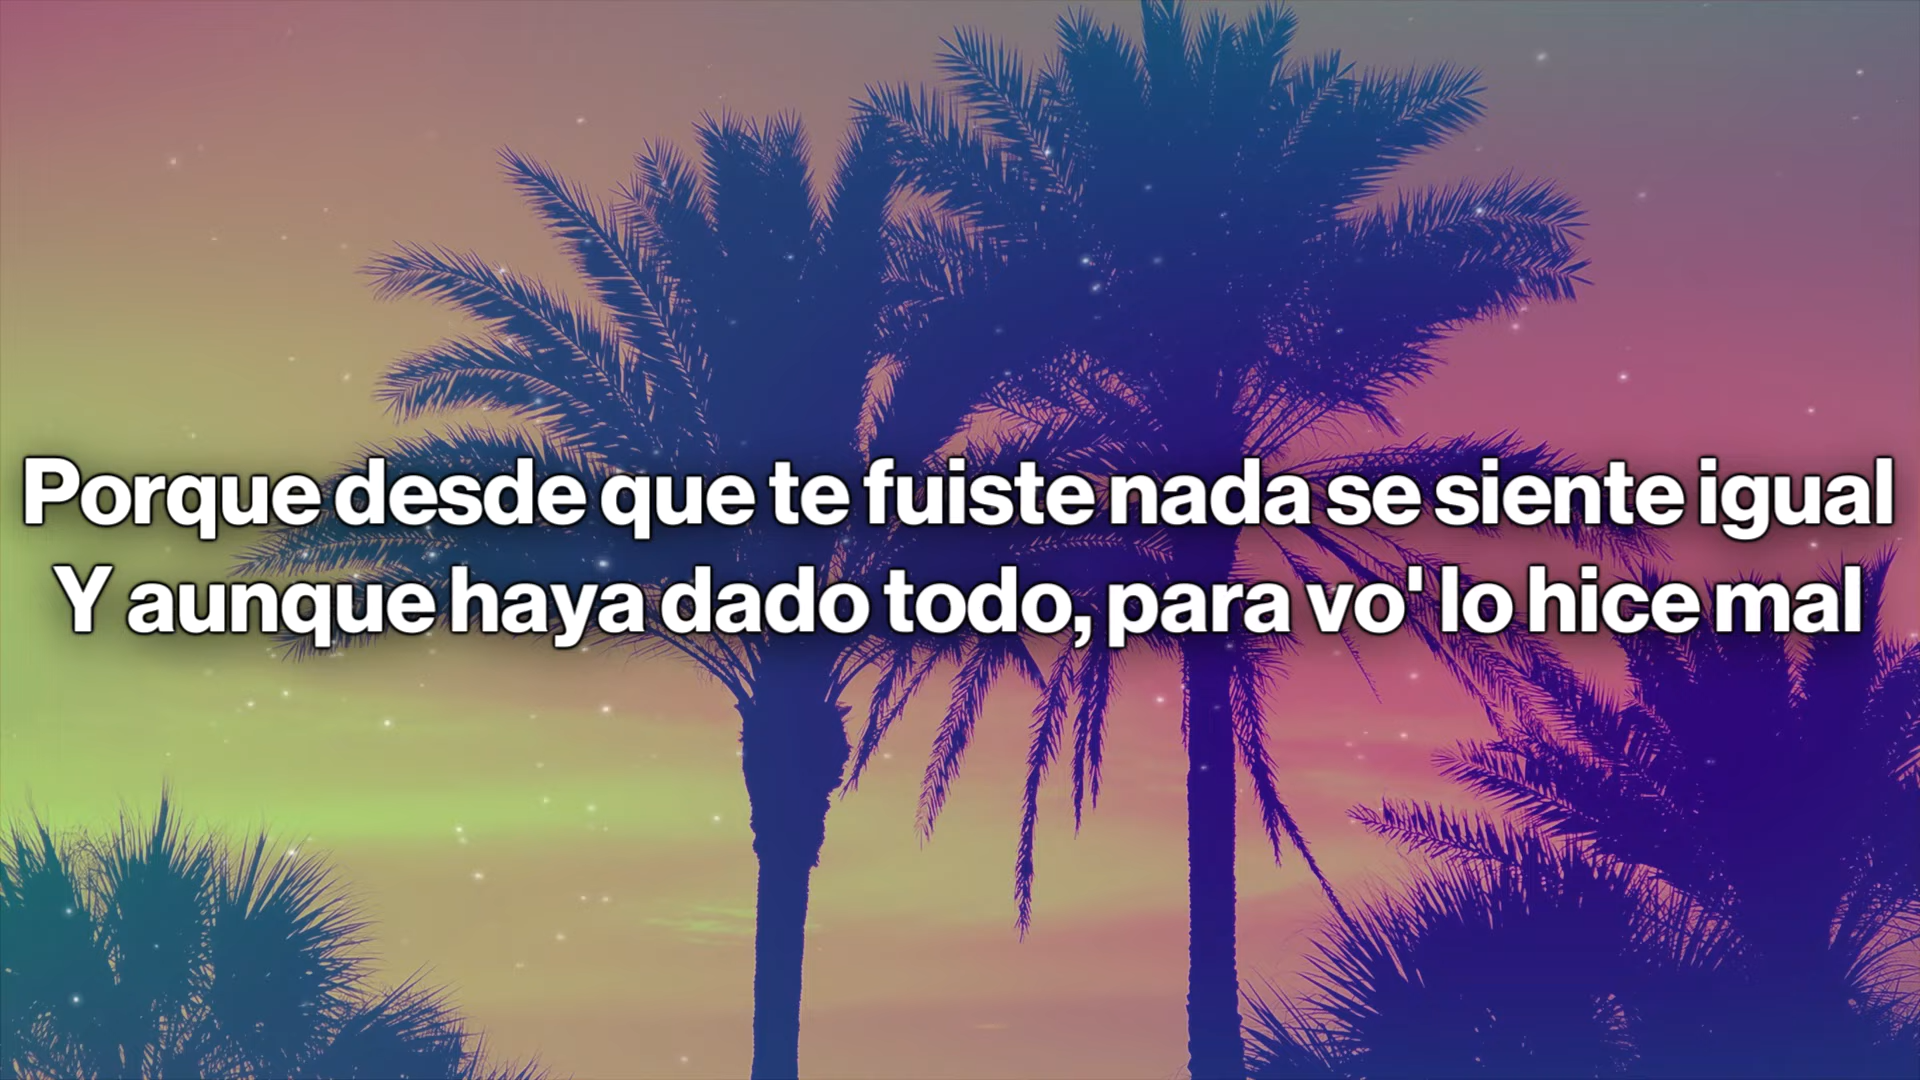 Porque desde que te fuiste nada se siente igual
Y aunque haya dado todo, para vo' lo hice mal